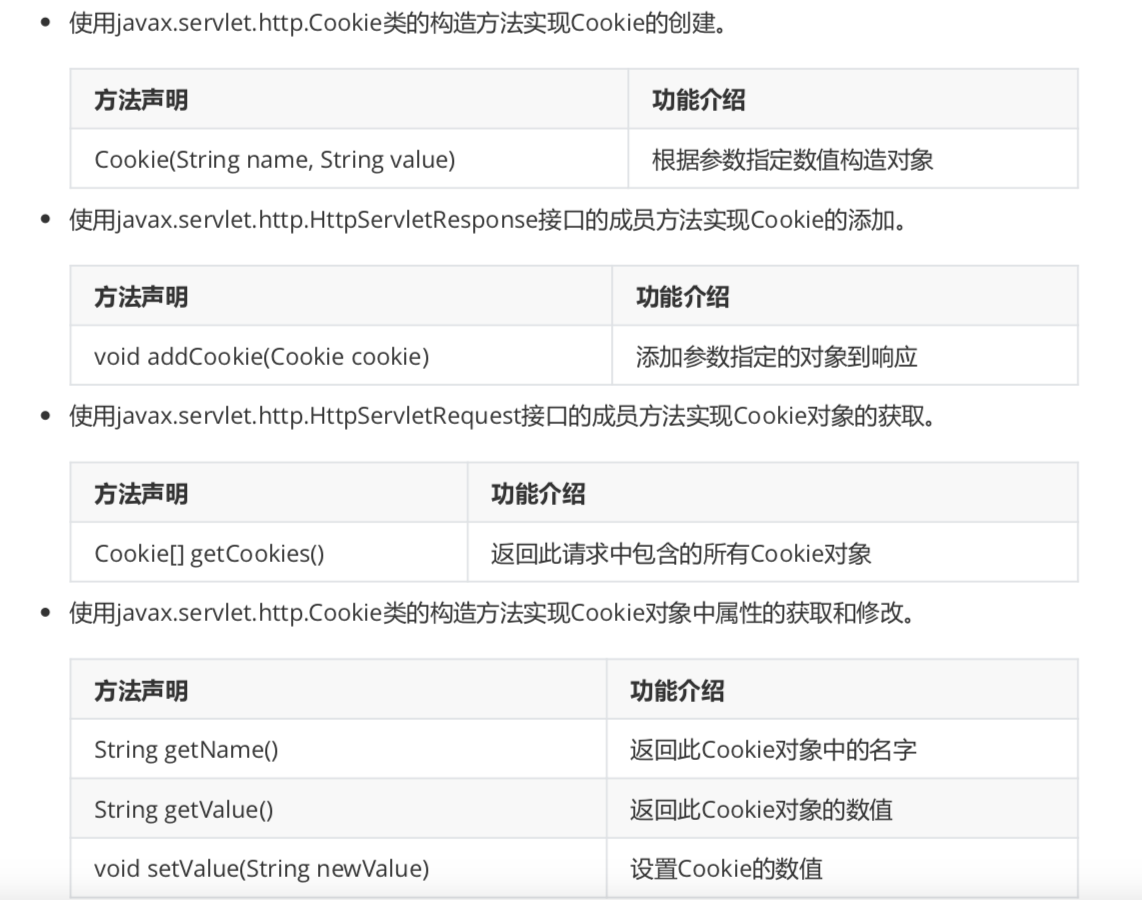 使用javax.servlet.http.Cookie类的构造方法实现Cookie的创建。
方法声明 功能介绍
Cookie(String name, String value) 根据参数指定数值构造对象
使用javax.servlet.http.HttpServletResponse接口的成员方法实现Cookie的添加。
方法声明 功能介绍
void addCookie(Cookie cookie) 添加参数指定的对象到响应
使用javax.servlet.http.HttpServletRequest接口的成员方法实现Cookie对象的获取。
方法声明 功能介绍
Cookie[] getCookies() 返回此请求中包含的所有Cookie对象
使用javax.servlet.http.Cookie类的构造方法实现Cookie对象中属性的获取和修改。
方法声明 功能介绍
String getName() 返回此Cookie对象中的名字
String getValue() 返回此Cookie对象的数值
void setValue(String newValue) 设置Cookie的数值